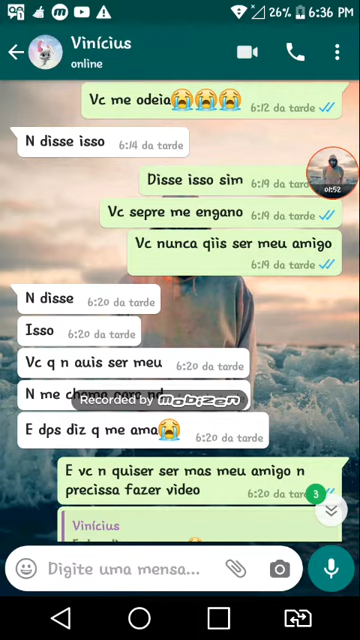 26% 6:36 PM
Vinícius
online
Vc me odeia😭😭😭 6:12 da tarde
N disse isso 6:14 da tarde
Disse isso sim 6:19 da tard
01:52
Vc sepre me engano 6:19 da tarde
Vc nunca qiis ser meu amigo
6:19 da tarde
N disse 6:20 da tarde
Isso 6:20 da tarde
Vc q n auis ser meu 6:20 da tarde
N me chama
Recorded by MOBIZEN
E dps diz q me ama😭 6:20 da tarde
E vc n quiser ser mas meu amigo n
precissa fazer video 6:20 da tarde
3
Vinícius
Digite uma mensa...